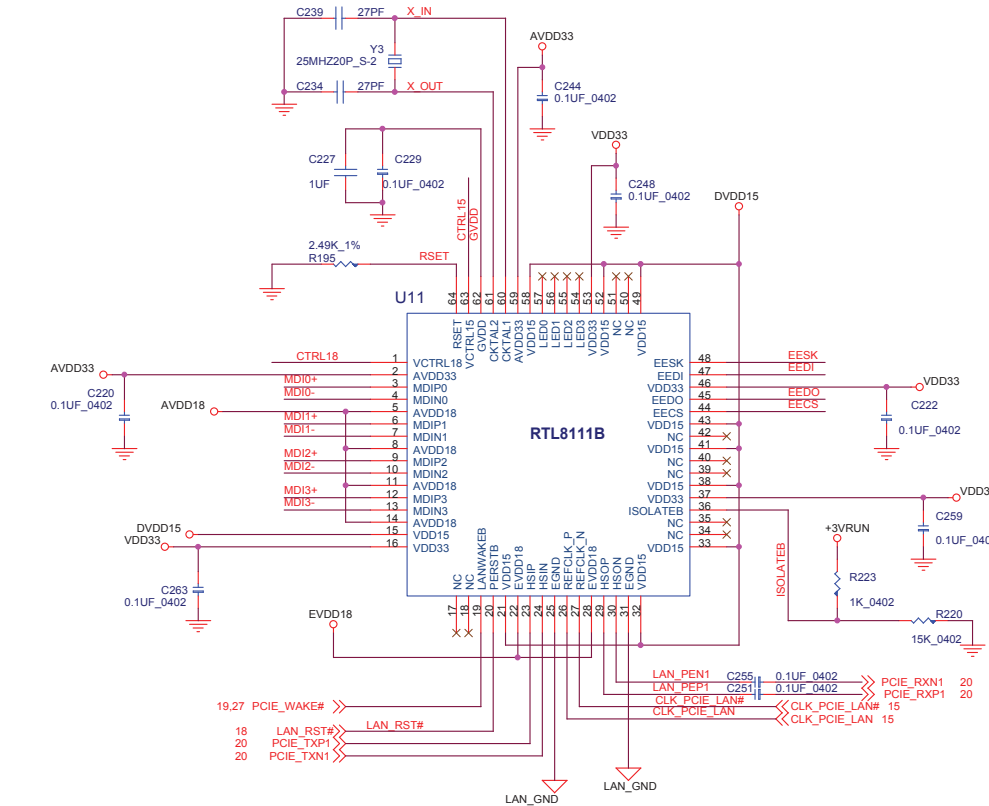 C239 27PF X_IN
Y3
25MHZ20P_S-2
C234 27PF X_OUT
AVDD33
C244
0.1UF_0402
VDD33
C248
0.1UF_0402
DVDD15
C227
1UF
C229
0.1UF_0402
CTRL15
GVDD
2.49K_1%
R195
RSET
U11
64 63 62 61 60 59 58 57 56 55 54 53 52 51 50 49
RSET VCTRL15 GVDD CKTAL2 CKTAL1 AVDD33 VDD15 LED0 LED1 LED2 LED3 VDD33 VDD15 NC NC VDD15
RTL8111B
CTRL18 1 VCTRL18
AVDD33 2 AVDD33
MDI0+ 3 MDIP0
MDI0- 4 MDIN0
AVDD18 5 AVDD18
MDI1+ 6 MDIP1
MDI1- 7 MDIN1
8 AVDD18
MDI2+ 9 MDIP2
MDI2- 10 MDIN2
11 AVDD18
MDI3+ 12 MDIP3
MDI3- 13 MDIN3
14 AVDD18
DVDD15 15 VDD15
VDD33 16 VDD33
C220
0.1UF_0402
C263
0.1UF_0402
EESK 48 EESK
EEDI 47 EEDI
VDD33 46 VDD33
EEDO 45 EEDO
EECS 44 EECS
VDD15 43
NC 42
VDD15 41
NC 40
NC 39
VDD15 38
VDD33 37 VDD3
ISOLATEB 36
NC 35
NC 34
VDD15 33
C222
0.1UF_0402
C259
0.1UF_040
ISOLATEB
+3VRUN
R223
1K_0402
R220
15K_0402
NC NC LANWAKEB PERSTB VDD15 EVDD18 HSIP HSIN EGND REFCLK_P REFCLK_N EVDD18 HSOP HSON EGND VDD15
17 18 19 20 21 22 23 24 25 26 27 28 29 30 31 32
EVDD18
LAN_PEN1 C255 0.1UF_0402 PCIE_RXN1 20
LAN_PEP1 C251 0.1UF_0402 PCIE_RXP1 20
CLK_PCIE_LAN# CLK_PCIE_LAN# 15
CLK_PCIE_LAN CLK_PCIE_LAN 15
19,27 PCIE_WAKE#
18 LAN_RST# LAN_RST#
20 PCIE_TXP1
20 PCIE_TXN1
LAN_GND
LAN_GND